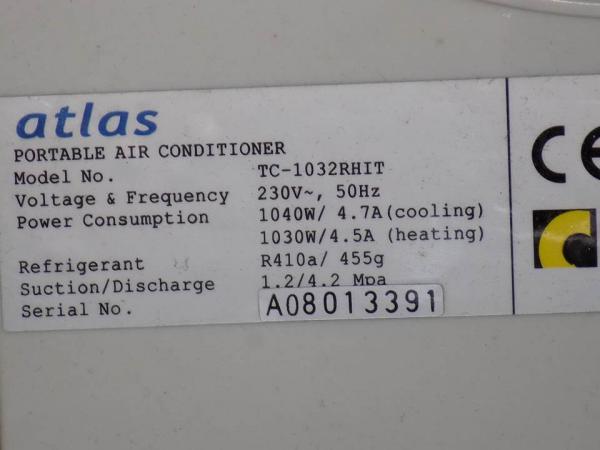 atlas
PORTABLE AIR CONDITIONER
Model No. TC-1032RHIT
Voltage & Frequency 230V~, 50Hz
Power Consumption 1040W/ 4.7A(cooling)
1030W/4.5A (heating)
Refrigerant R410a/ 455g
Suction/Discharge 1.2/4.2 Mpa
Serial No. A08013391
CE